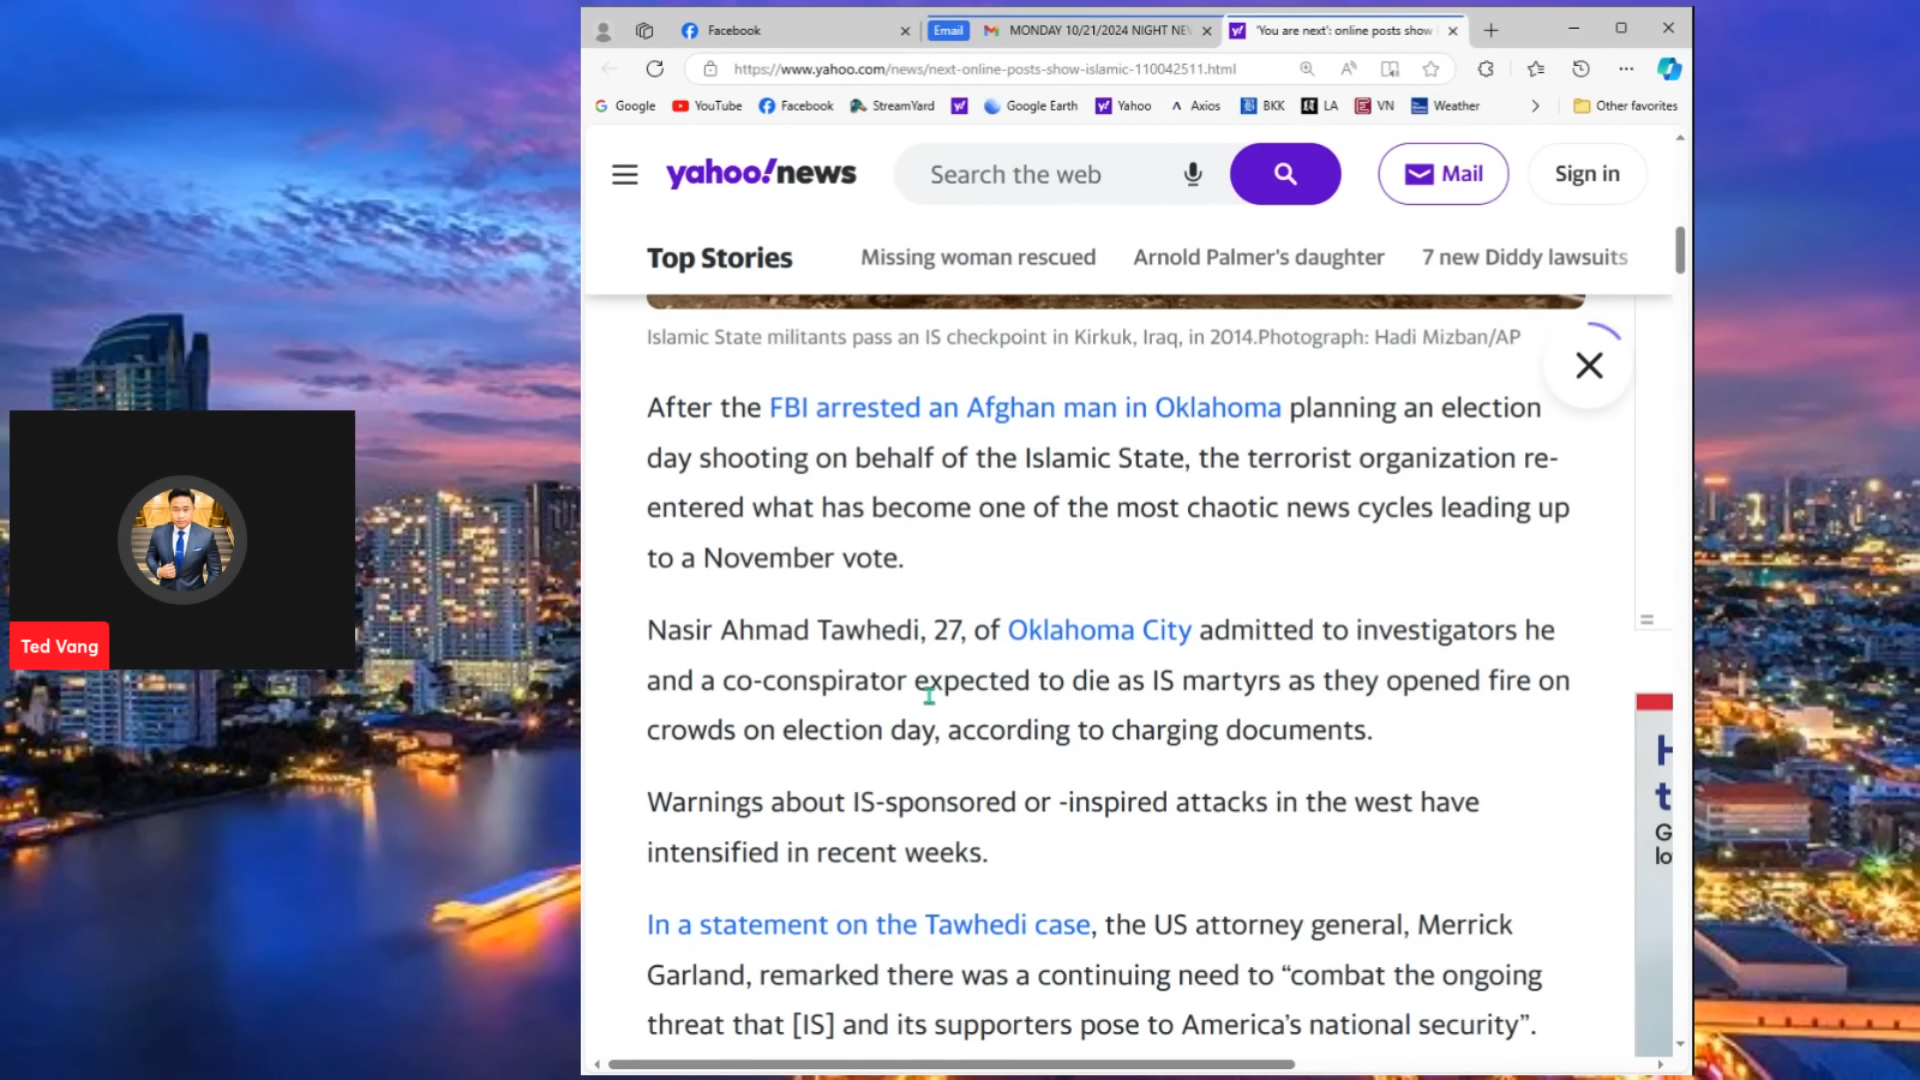 Facebook
Email
MONDAY 10/21/2024 NIGHT NE
'You are next': online posts show
https://www.yahoo.com/news/next-online-posts-show-islamic-110042511.html
Google YouTube Facebook StreamYard Google Earth Yahoo Axios BKK LA VN Weather Other favorites
yahoo!news
Search the web
Mail
Sign in
Top Stories Missing woman rescued Arnold Palmer's daughter 7 new Diddy lawsuits
Islamic State militants pass an IS checkpoint in Kirkuk, Iraq, in 2014.Photograph: Hadi Mizban/AP
After the FBI arrested an Afghan man in Oklahoma planning an election
day shooting on behalf of the Islamic State, the terrorist organization re-
entered what has become one of the most chaotic news cycles leading up
to a November vote.
Nasir Ahmad Tawhedi, 27, of Oklahoma City admitted to investigators he
and a co-conspirator expected to die as IS martyrs as they opened fire on
crowds on election day, according to charging documents.
Warnings about IS-sponsored or -inspired attacks in the west have
intensified in recent weeks.
In a statement on the Tawhedi case, the US attorney general, Merrick
Garland, remarked there was a continuing need to “combat the ongoing
threat that [IS] and its supporters pose to America’s national security”.
Ted Vang